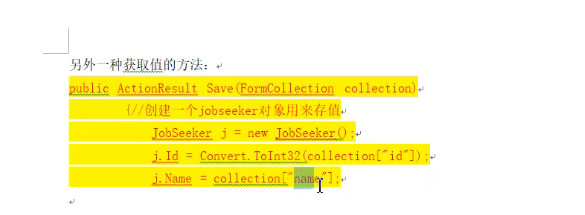 另外一种获取值的方法：
public ActionResult Save(FormCollection collection)
{//创建一个jobseeker对象用来存值
JobSeeker j = new JobSeeker();
j.Id = Convert.ToInt32(collection["id"]);
j.Name = collection["name"];